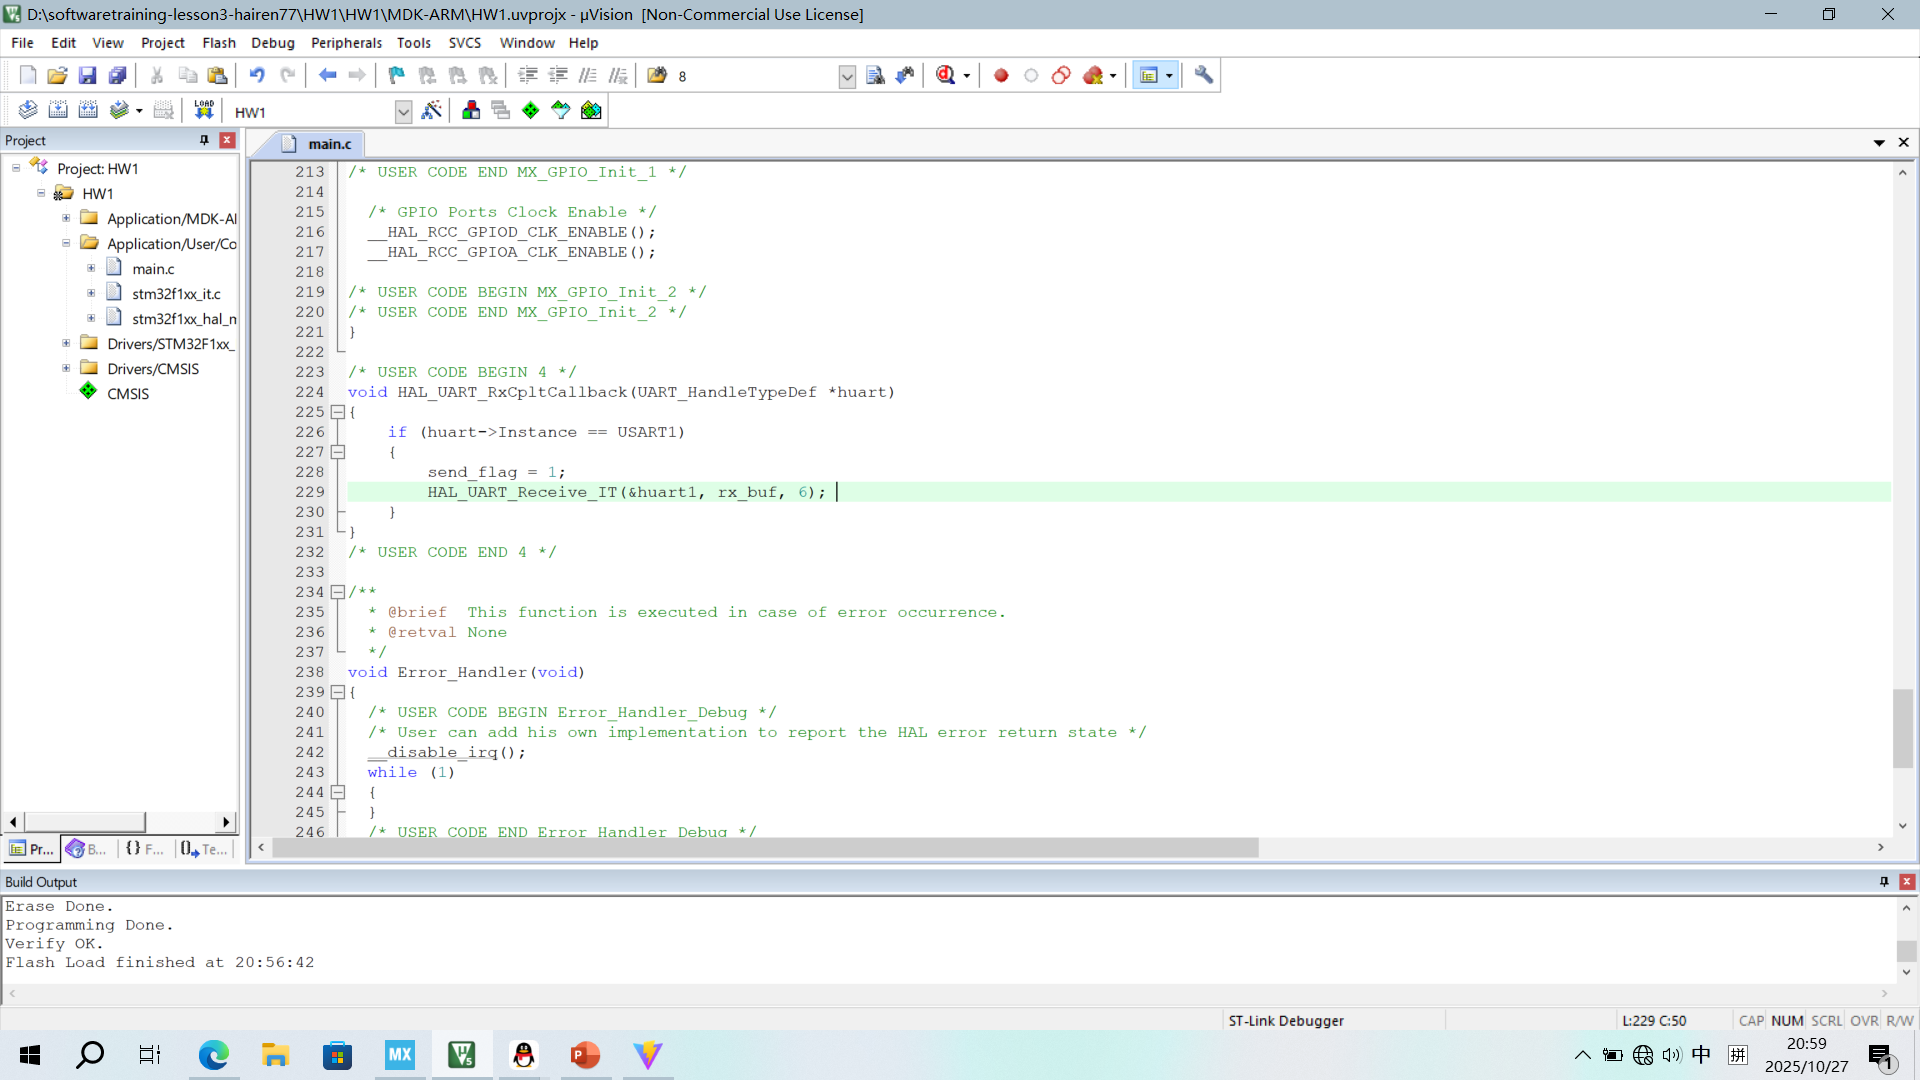 D:\softwaretraining-lesson3-hairen77\HW1\HW1\MDK-ARM\HW1.uvprojx - µVision  [Non-Commercial Use License]
File Edit View Project Flash Debug Peripherals Tools SVCS Window Help
8
LOAD HW1
Project
main.c
Project: HW1
HW1
Application/MDK-AI
Application/User/Co
main.c
stm32f1xx_it.c
stm32f1xx_hal_n
Drivers/STM32F1xx_
Drivers/CMSIS
CMSIS
Pr... B... {} F... Te...
213 /* USER CODE END MX_GPIO_Init_1 */
214
215 /* GPIO Ports Clock Enable */
216 __HAL_RCC_GPIOD_CLK_ENABLE();
217 __HAL_RCC_GPIOA_CLK_ENABLE();
218
219 /* USER CODE BEGIN MX_GPIO_Init_2 */
220 /* USER CODE END MX_GPIO_Init_2 */
221 }
222
223 /* USER CODE BEGIN 4 */
224 void HAL_UART_RxCpltCallback(UART_HandleTypeDef *huart)
225 {
226 if (huart->Instance == USART1)
227 {
228 send_flag = 1;
229 HAL_UART_Receive_IT(&huart1, rx_buf, 6);
230 }
231 }
232 /* USER CODE END 4 */
233
234 /**
235 * @brief  This function is executed in case of error occurrence.
236 * @retval None
237 */
238 void Error_Handler(void)
239 {
240 /* USER CODE BEGIN Error_Handler_Debug */
241 /* User can add his own implementation to report the HAL error return state */
242 __disable_irq();
243 while (1)
244 {
245 }
246 /* USER CODE END Error_Handler_Debug */
Build Output
Erase Done.
Programming Done.
Verify OK.
Flash Load finished at 20:56:42
ST-Link Debugger L:229 C:50 CAP NUM SCRL OVR R/W
MX P 中 拼 20:59
2025/10/27 1